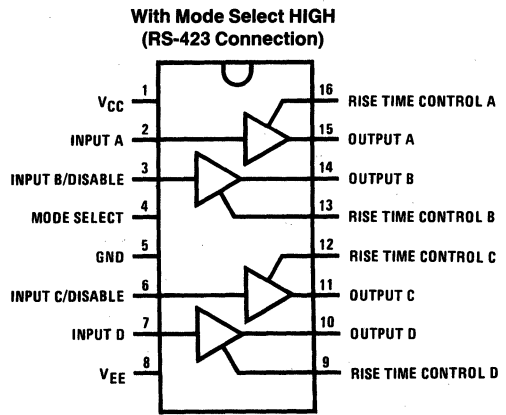 With Mode Select HIGH
(RS-423 Connection)
VCC 1 16 RISE TIME CONTROL A
INPUT A 2 15 OUTPUT A
INPUT B/DISABLE 3 14 OUTPUT B
MODE SELECT 4 13 RISE TIME CONTROL B
GND 5 12 RISE TIME CONTROL C
INPUT C/DISABLE 6 11 OUTPUT C
INPUT D 7 10 OUTPUT D
VEE 8 9 RISE TIME CONTROL D